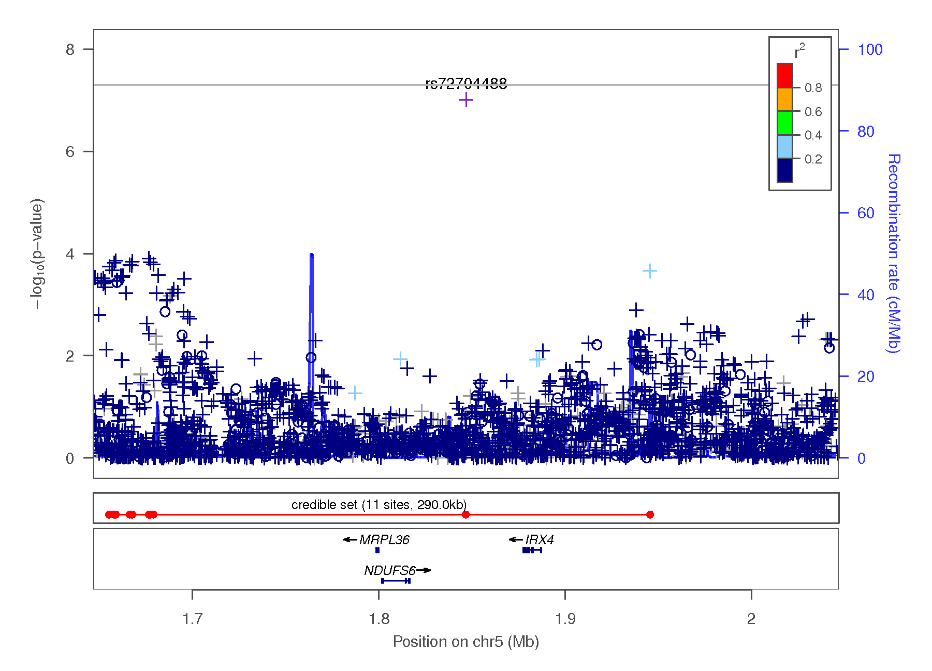 rs72704488
r2
0.8
0.6
0.4
0.2
8
6
4
2
0
−log10(p−value)
100
80
60
40
20
0
Recombination rate (cM/Mb)
credible set (11 sites, 290.0kb)
MRPL36
IRX4
NDUFS6
1.7
1.8
1.9
2
Position on chr5 (Mb)